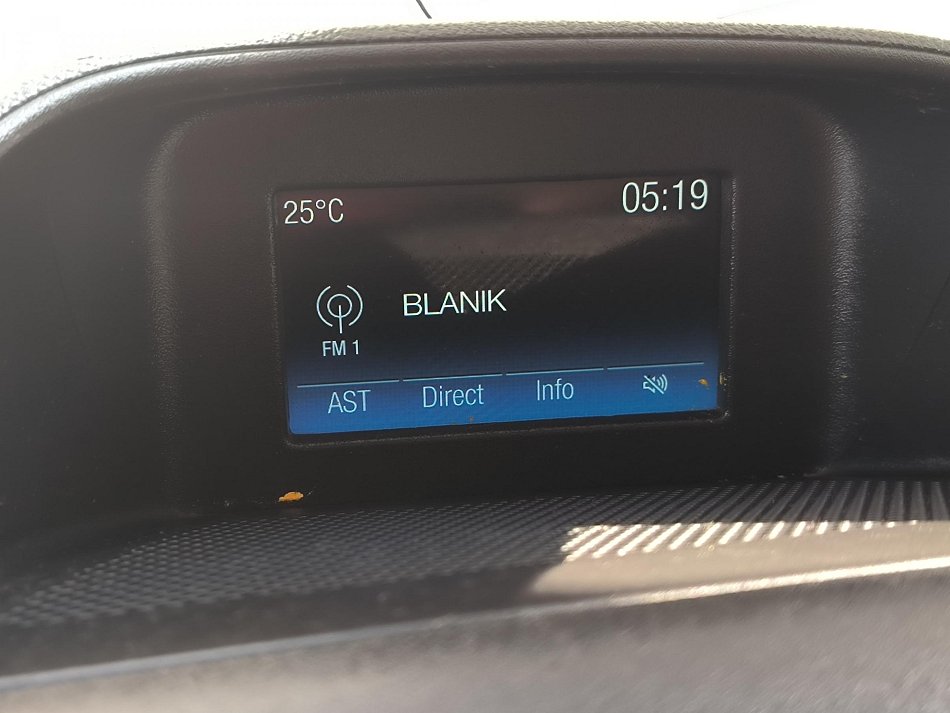 25°C 05:19
BLANIK
FM 1
AST Direct Info